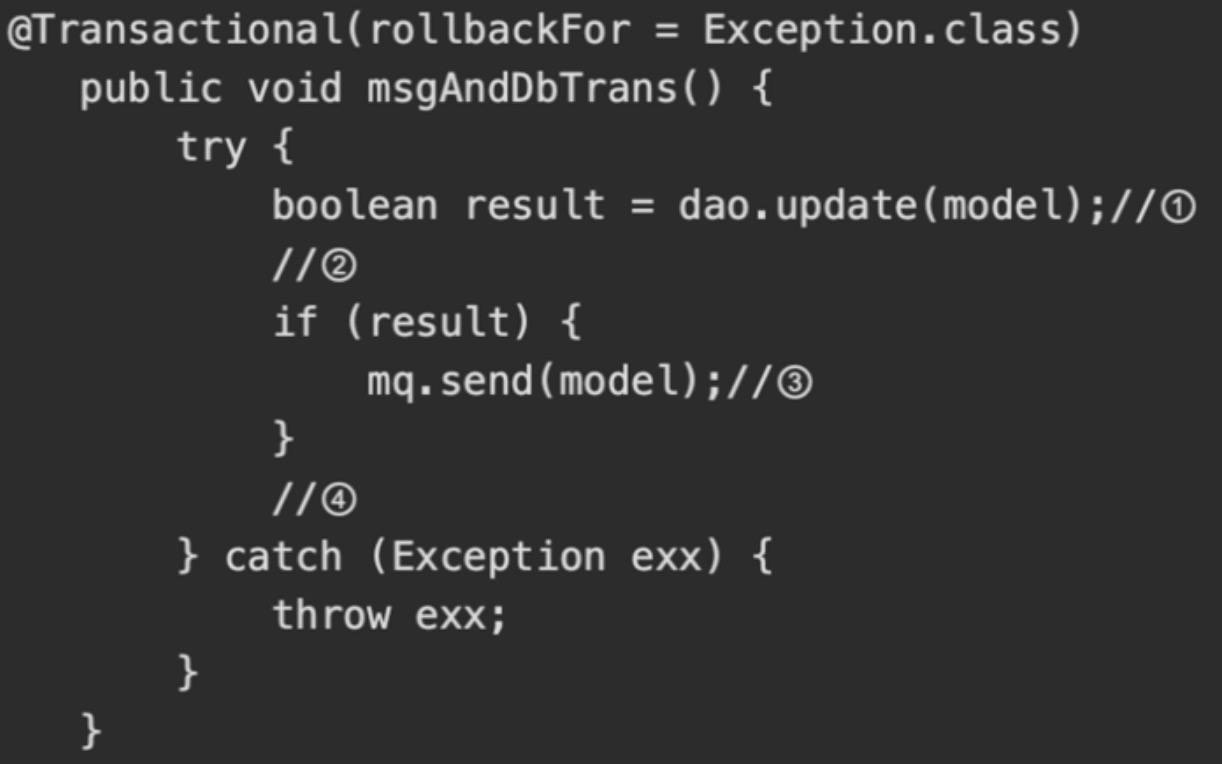 @Transactional(rollbackFor = Exception.class)
public void msgAndDbTrans() {
try {
boolean result = dao.update(model);//①
//②
if (result) {
mq.send(model);//③
}
//④
} catch (Exception exx) {
throw exx;
}
}